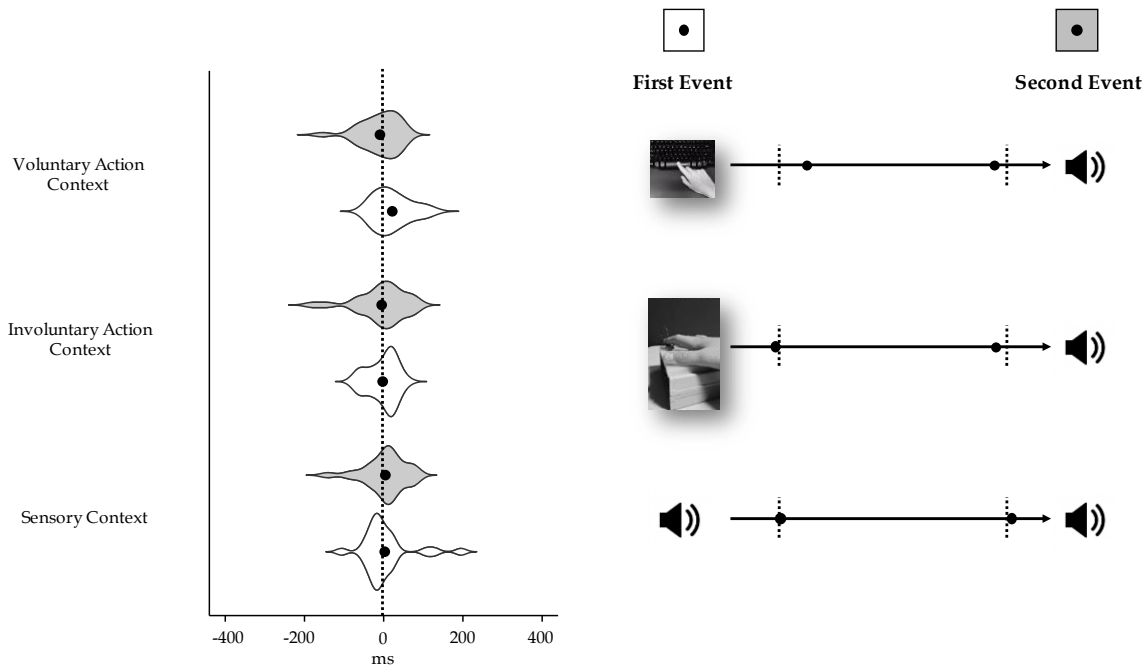 First Event
Second Event
Voluntary Action
Context
Involuntary Action
Context
Sensory Context
-400
-200
0
200
400
ms